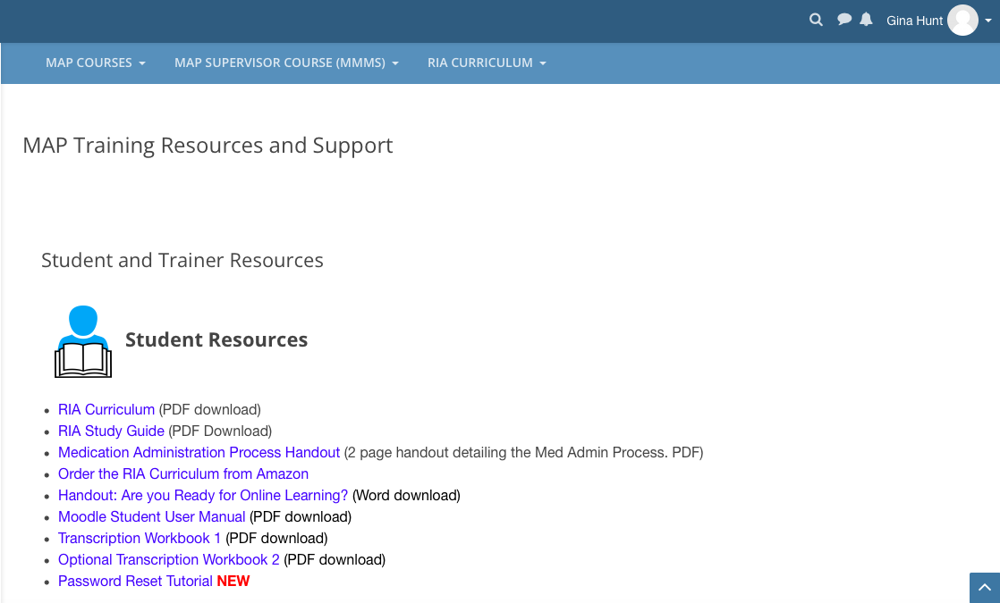 Gina Hunt
MAP COURSES MAP SUPERVISOR COURSE (MMMS) RIA CURRICULUM
MAP Training Resources and Support
Student and Trainer Resources
Student Resources
• RIA Curriculum (PDF download)
• RIA Study Guide (PDF Download)
• Medication Administration Process Handout (2 page handout detailing the Med Admin Process. PDF)
• Order the RIA Curriculum from Amazon
• Handout: Are you Ready for Online Learning? (Word download)
• Moodle Student User Manual (PDF download)
• Transcription Workbook 1 (PDF download)
• Optional Transcription Workbook 2 (PDF download)
• Password Reset Tutorial NEW